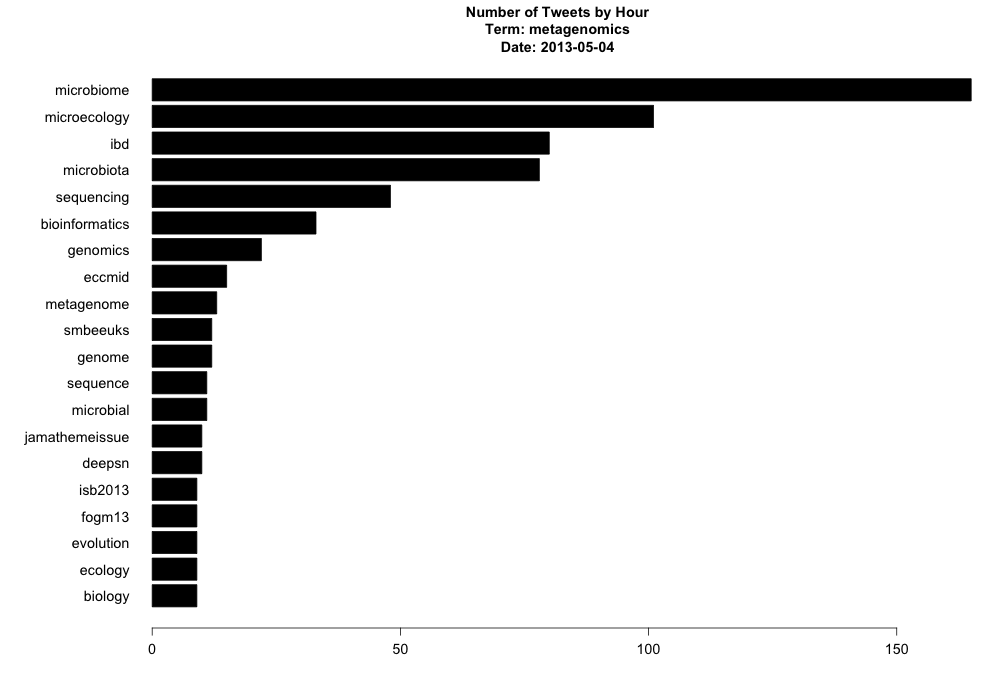 Number of Tweets by Hour
Term: metagenomics
Date: 2013-05-04
microbiome
microecology
ibd
microbiota
sequencing
bioinformatics
genomics
eccmid
metagenome
smbeeuks
genome
sequence
microbial
jamathemeissue
deepsn
isb2013
fogm13
evolution
ecology
biology
0 50 100 150